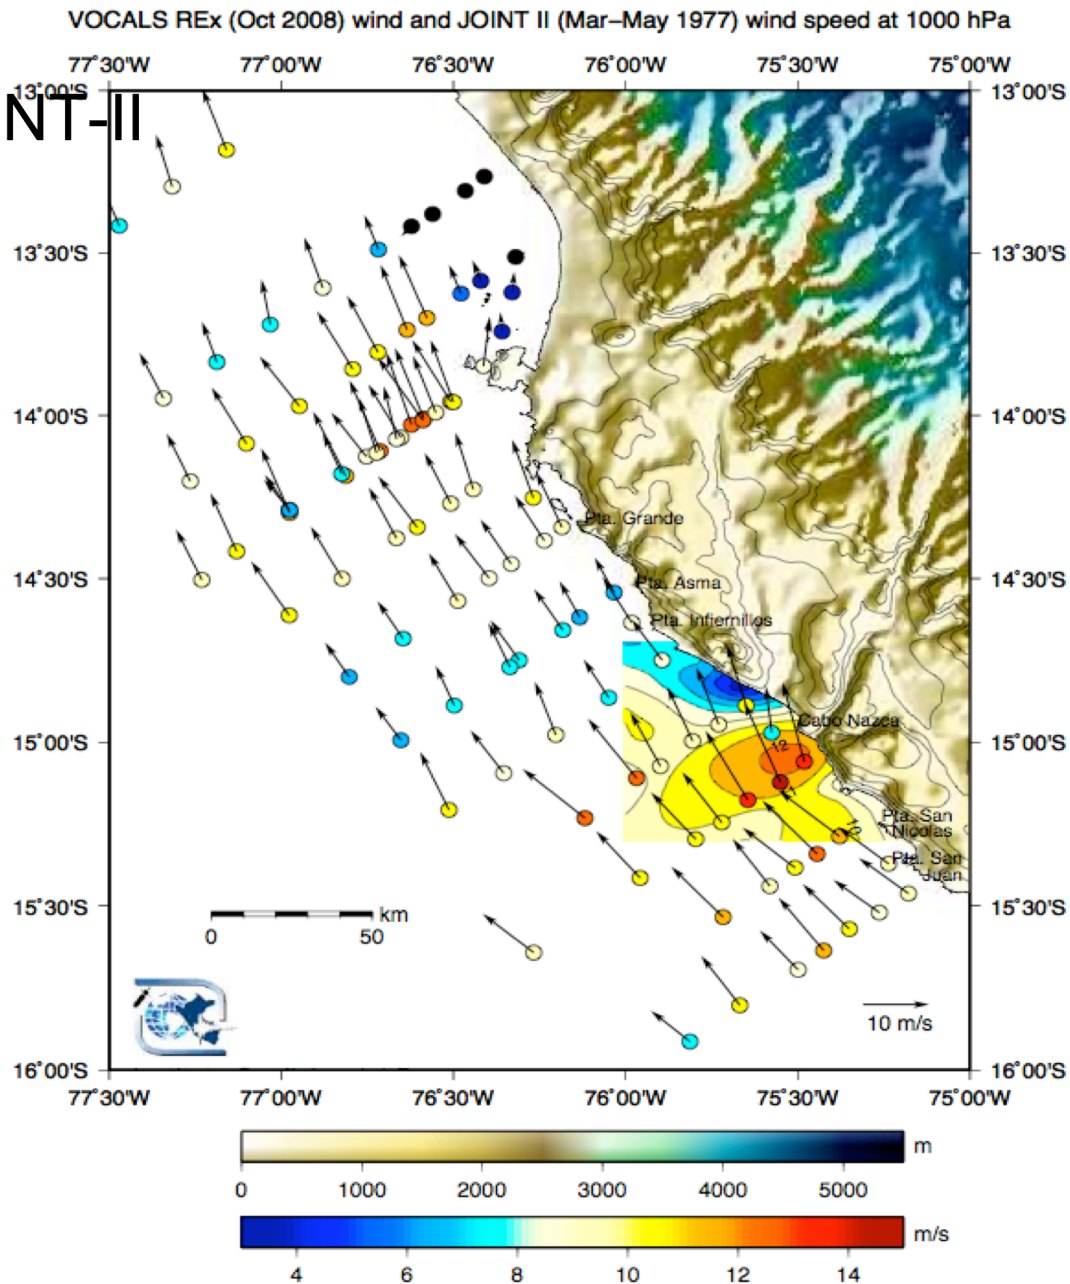 VOCALS REx (Oct 2008) wind and JOINT II (Mar–May 1977) wind speed at 1000 hPa
77˚30'W 77˚00'W 76˚30'W 76˚00'W 75˚30'W 75˚00'W
13˚00'S 13˚00'S
NT-II
13˚30'S 13˚30'S
14˚00'S 14˚00'S
Pta. Grande
14˚30'S 14˚30'S
Pta. Asma
Pta. Infiernillos
Cabo Nazca
15˚00'S 15˚00'S
12
10
Pta. San
Nicolas
Pta. San
Juan
15˚30'S 15˚30'S
km
0 50
10 m/s
16˚00'S 16˚00'S
77˚30'W 77˚00'W 76˚30'W 76˚00'W 75˚30'W 75˚00'W
m
0 1000 2000 3000 4000 5000
m/s
4 6 8 10 12 14